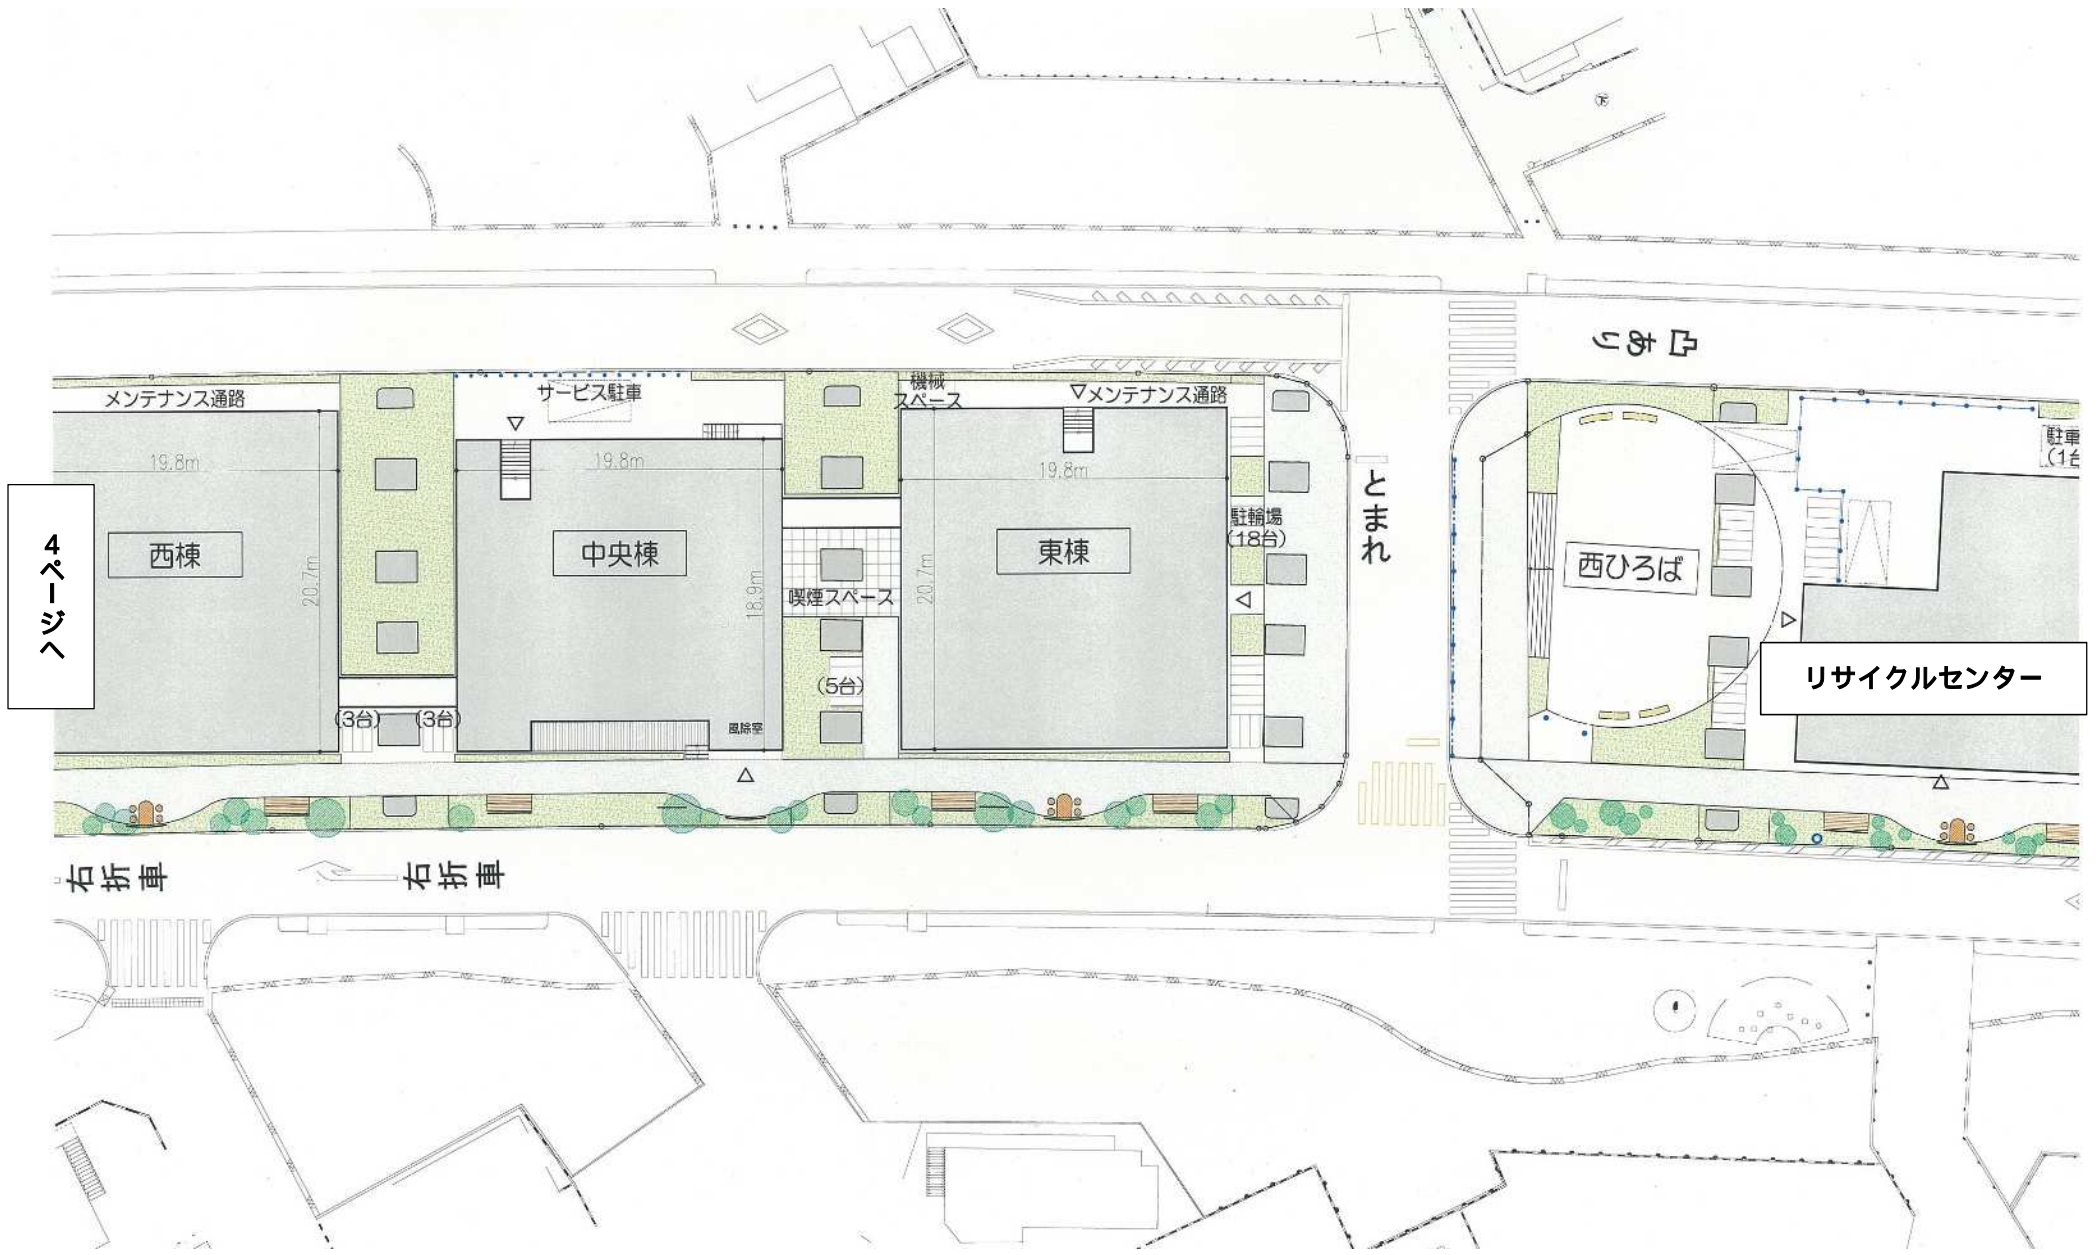 凸あり
メンテナンス通路
サービス駐車
機械
スペース
メンテナンス通路
19.8m
19.8m
19.8m
駐車
(1台
とまれ
駐輪場
(18台)
4ページへ
西棟
中央棟
東棟
西ひろば
20.7m
18.9m
20.7m
喫煙スペース
(5台)
リサイクルセンター
(3台)
(3台)
風除室
右折車
右折車